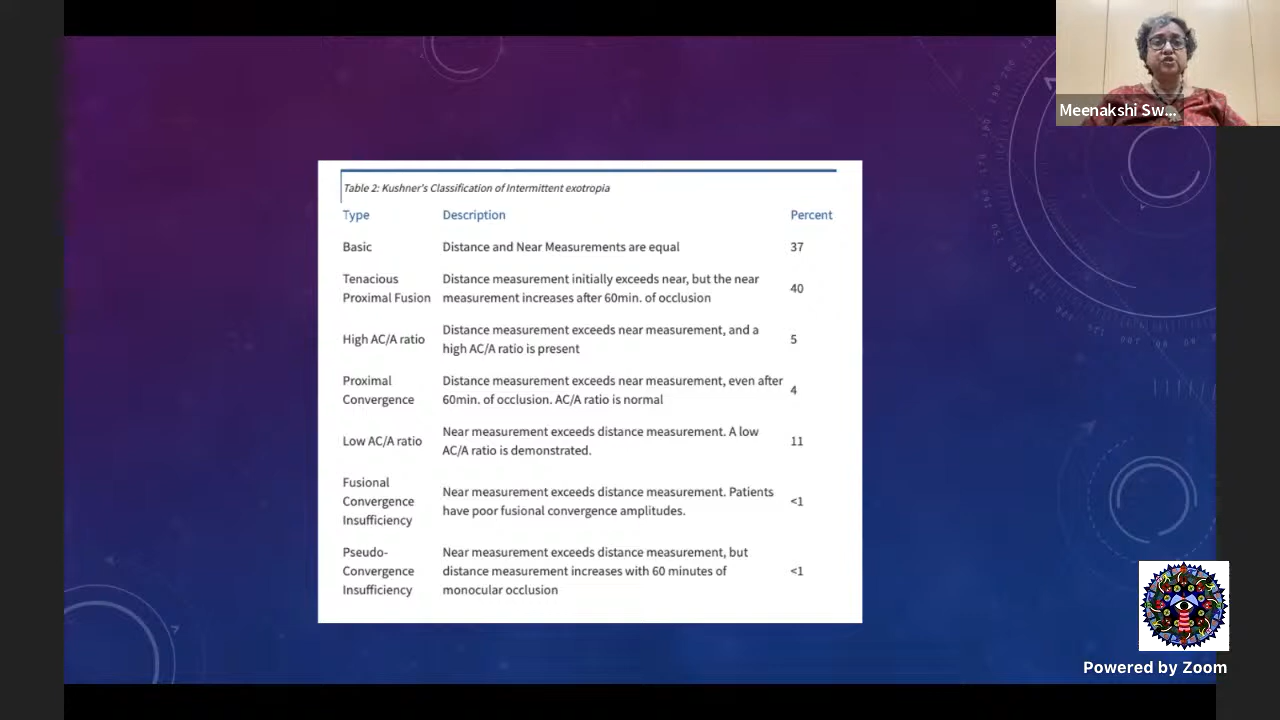 Meenakshi Sw...
Table 2: Kushner's Classification of Intermittent exotropia
Type Description Percent
Basic Distance and Near Measurements are equal 37
Tenacious Proximal Fusion Distance measurement initially exceeds near, but the near measurement increases after 60min. of occlusion 40
High AC/A ratio Distance measurement exceeds near measurement, and a high AC/A ratio is present 5
Proximal Convergence Distance measurement exceeds near measurement, even after 60min. of occlusion. AC/A ratio is normal 4
Low AC/A ratio Near measurement exceeds distance measurement. A low AC/A ratio is demonstrated. 11
Fusional Convergence Insufficiency Near measurement exceeds distance measurement. Patients have poor fusional convergence amplitudes. <1
Pseudo-Convergence Insufficiency Near measurement exceeds distance measurement, but distance measurement increases with 60 minutes of monocular occlusion <1
Powered by Zoom